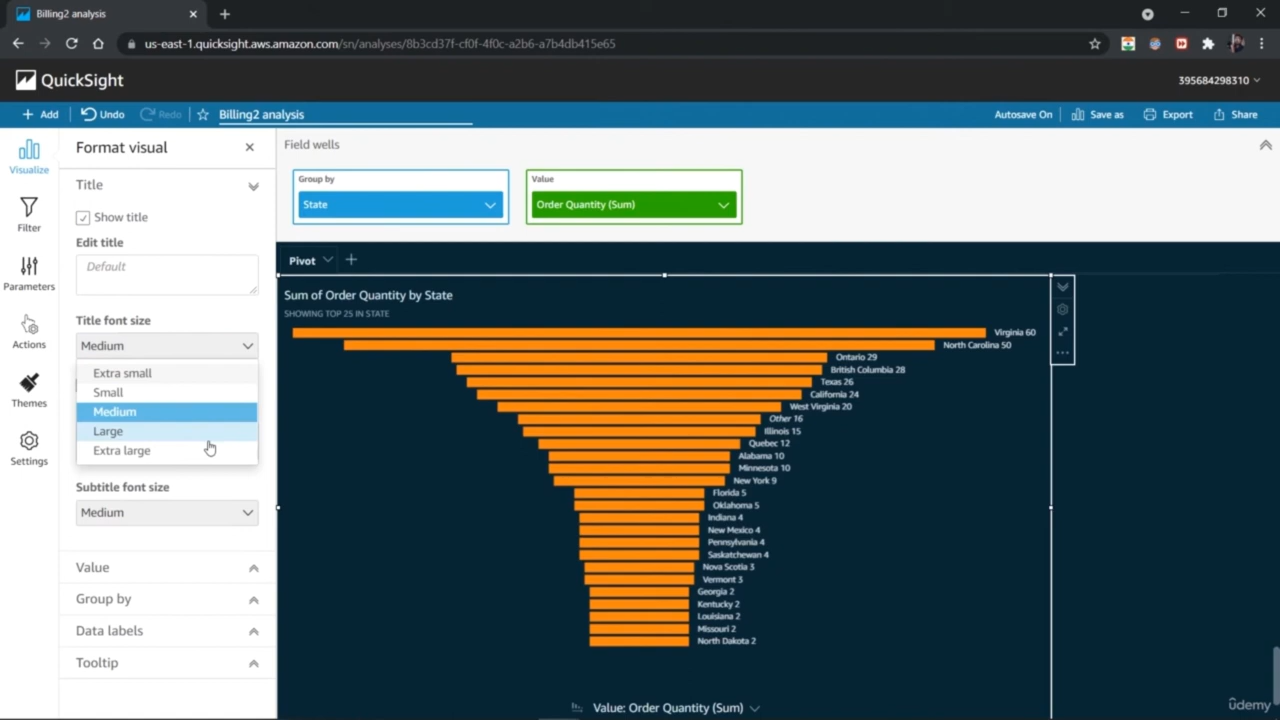 Billing2 analysis
us-east-1.quicksight.aws.amazon.com/sn/analyses/8b3cd37f-cf0f-4f0c-a2b6-a7b4db415e65
QuickSight
395684298310
Add
Undo
Redo
Billing2 analysis
Autosave On
Save as
Export
Share
Visualize
Filter
Parameters
Actions
Themes
Settings
Format visual
Title
Show title
Edit title
Default
Title font size
Medium
Extra small
Small
Medium
Large
Extra large
Subtitle font size
Medium
Value
Group by
Data labels
Tooltip
Field wells
Group by
State
Value
Order Quantity (Sum)
Pivot
Sum of Order Quantity by State
SHOWING TOP 25 IN STATE
Virginia 60
North Carolina 50
Ontario 29
British Columbia 28
Texas 26
California 24
West Virginia 20
Other 16
Illinois 15
Quebec 12
Alabama 10
Minnesota 10
New York 9
Florida 5
Oklahoma 5
Indiana 4
New Mexico 4
Pennsylvania 4
Saskatchewan 4
Nova Scotia 3
Vermont 3
Georgia 2
Kentucky 2
Louisiana 2
Missouri 2
North Dakota 2
Value: Order Quantity (Sum)
ûdemy